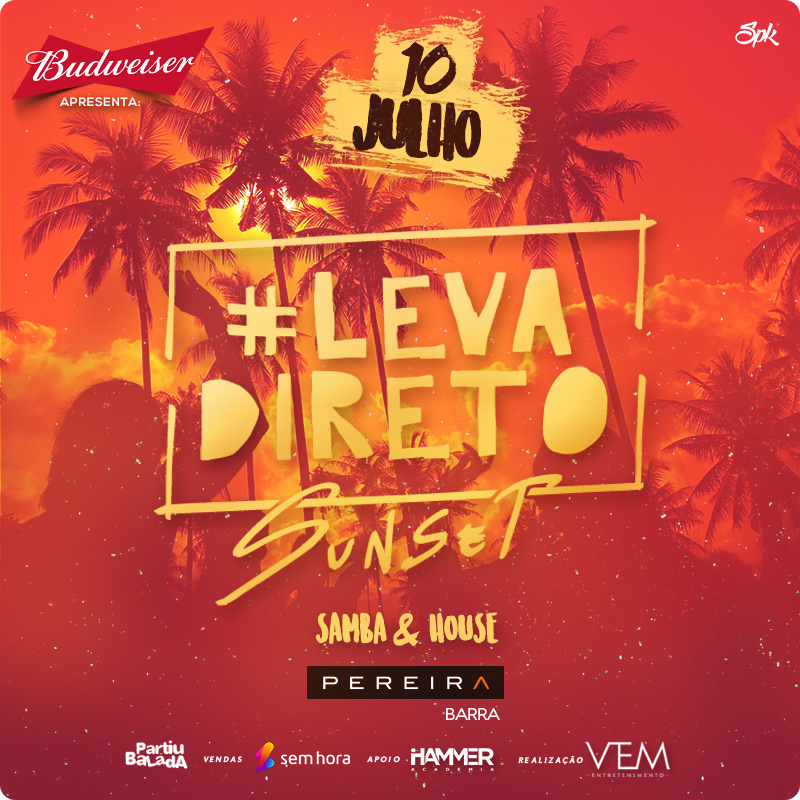 Budweiser
APRESENTA:
Spk
10
JULHO
#LEVA
DIRETO
SUNSET
SAMBA & HOUSE
PEREIRA
BARRA
Partiu
BaLadA
VENDAS
sem hora
APOIO
HAMMER
ACADEMIA
REALIZAÇÃO
VEM
ENTRETENIMENTO